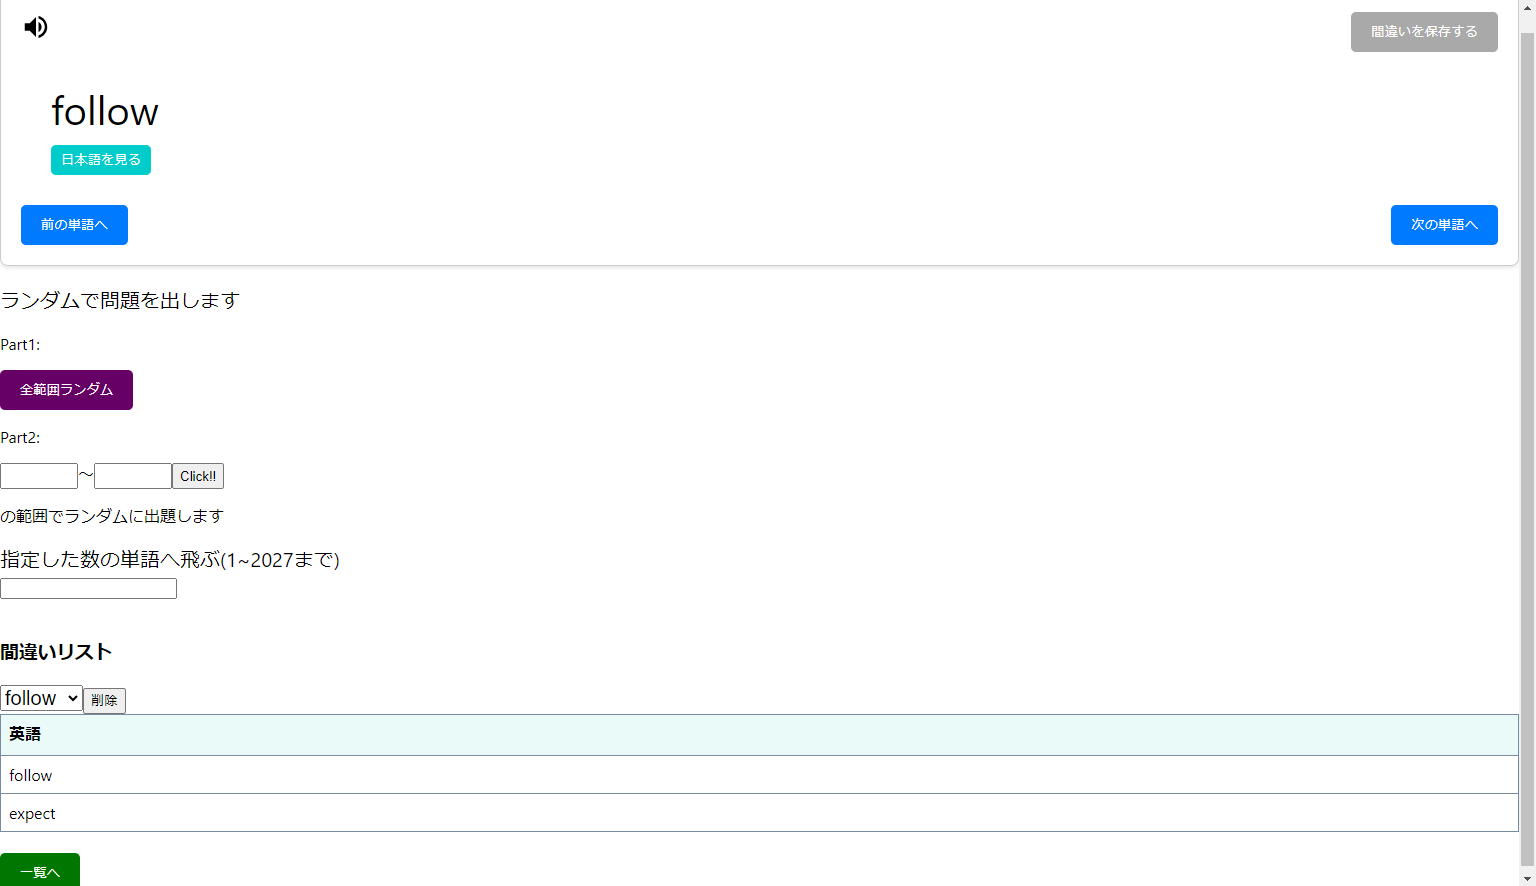 間違いを保存する
follow
日本語を見る
前の単語へ
次の単語へ
ランダムで問題を出します
Part1:
全範囲ランダム
Part2:
～ Click!!
の範囲でランダムに出題します
指定した数の単語へ飛ぶ(1~2027まで)
間違いリスト
follow 削除
英語
follow
expect
一覧へ